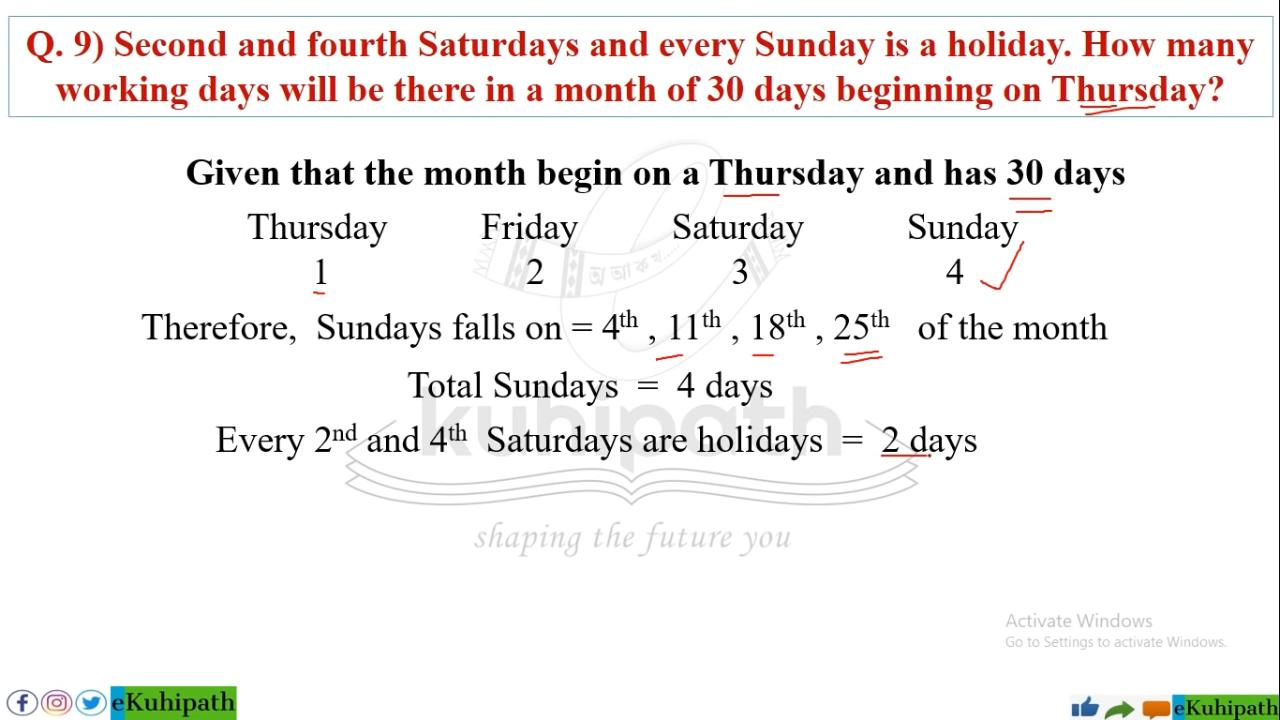 Q. 9) Second and fourth Saturdays and every Sunday is a holiday. How many
working days will be there in a month of 30 days beginning on Thursday?
Given that the month begin on a Thursday and has 30 days
Thursday Friday Saturday Sunday
1 2 3 4
অ আ ক খ...
Therefore, Sundays falls on = 4th , 11th , 18th , 25th of the month
Total Sundays = 4 days
kuhipath
Every 2nd and 4th Saturdays are holidays = 2 days
shaping the future you
Activate Windows
Go to Settings to activate Windows.
eKuhipath
eKuhipath